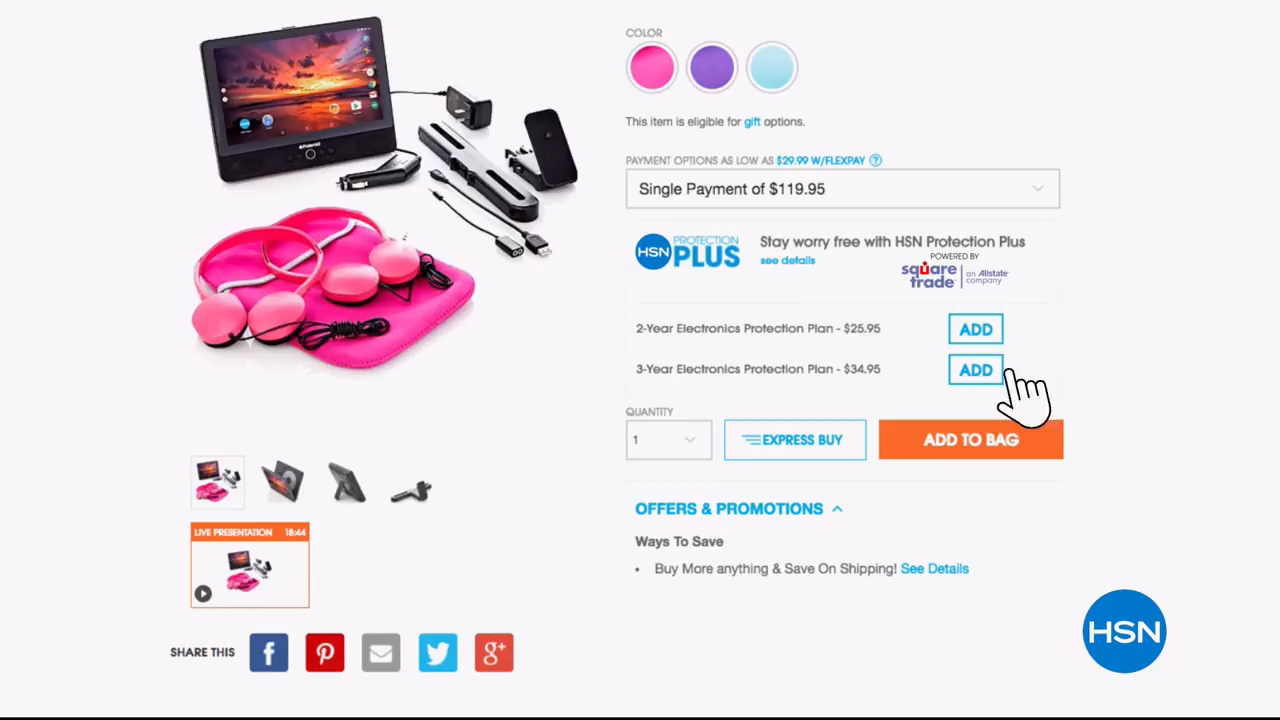 COLOR
This item is eligible for gift options.
PAYMENT OPTIONS AS LOW AS $29.99 W/FLEXPAY ?
Single Payment of $119.95
HSN PROTECTION PLUS
Stay worry free with HSN Protection Plus
see details
POWERED BY
square trade | an Allstate company
2-Year Electronics Protection Plan - $25.95 ADD
3-Year Electronics Protection Plan - $34.95 ADD
QUANTITY
1
EXPRESS BUY
ADD TO BAG
Polaroid
OFFERS & PROMOTIONS
Ways To Save
• Buy More anything & Save On Shipping! See Details
LIVE PRESENTATION 18:44
SHARE THIS
f
g+
HSN